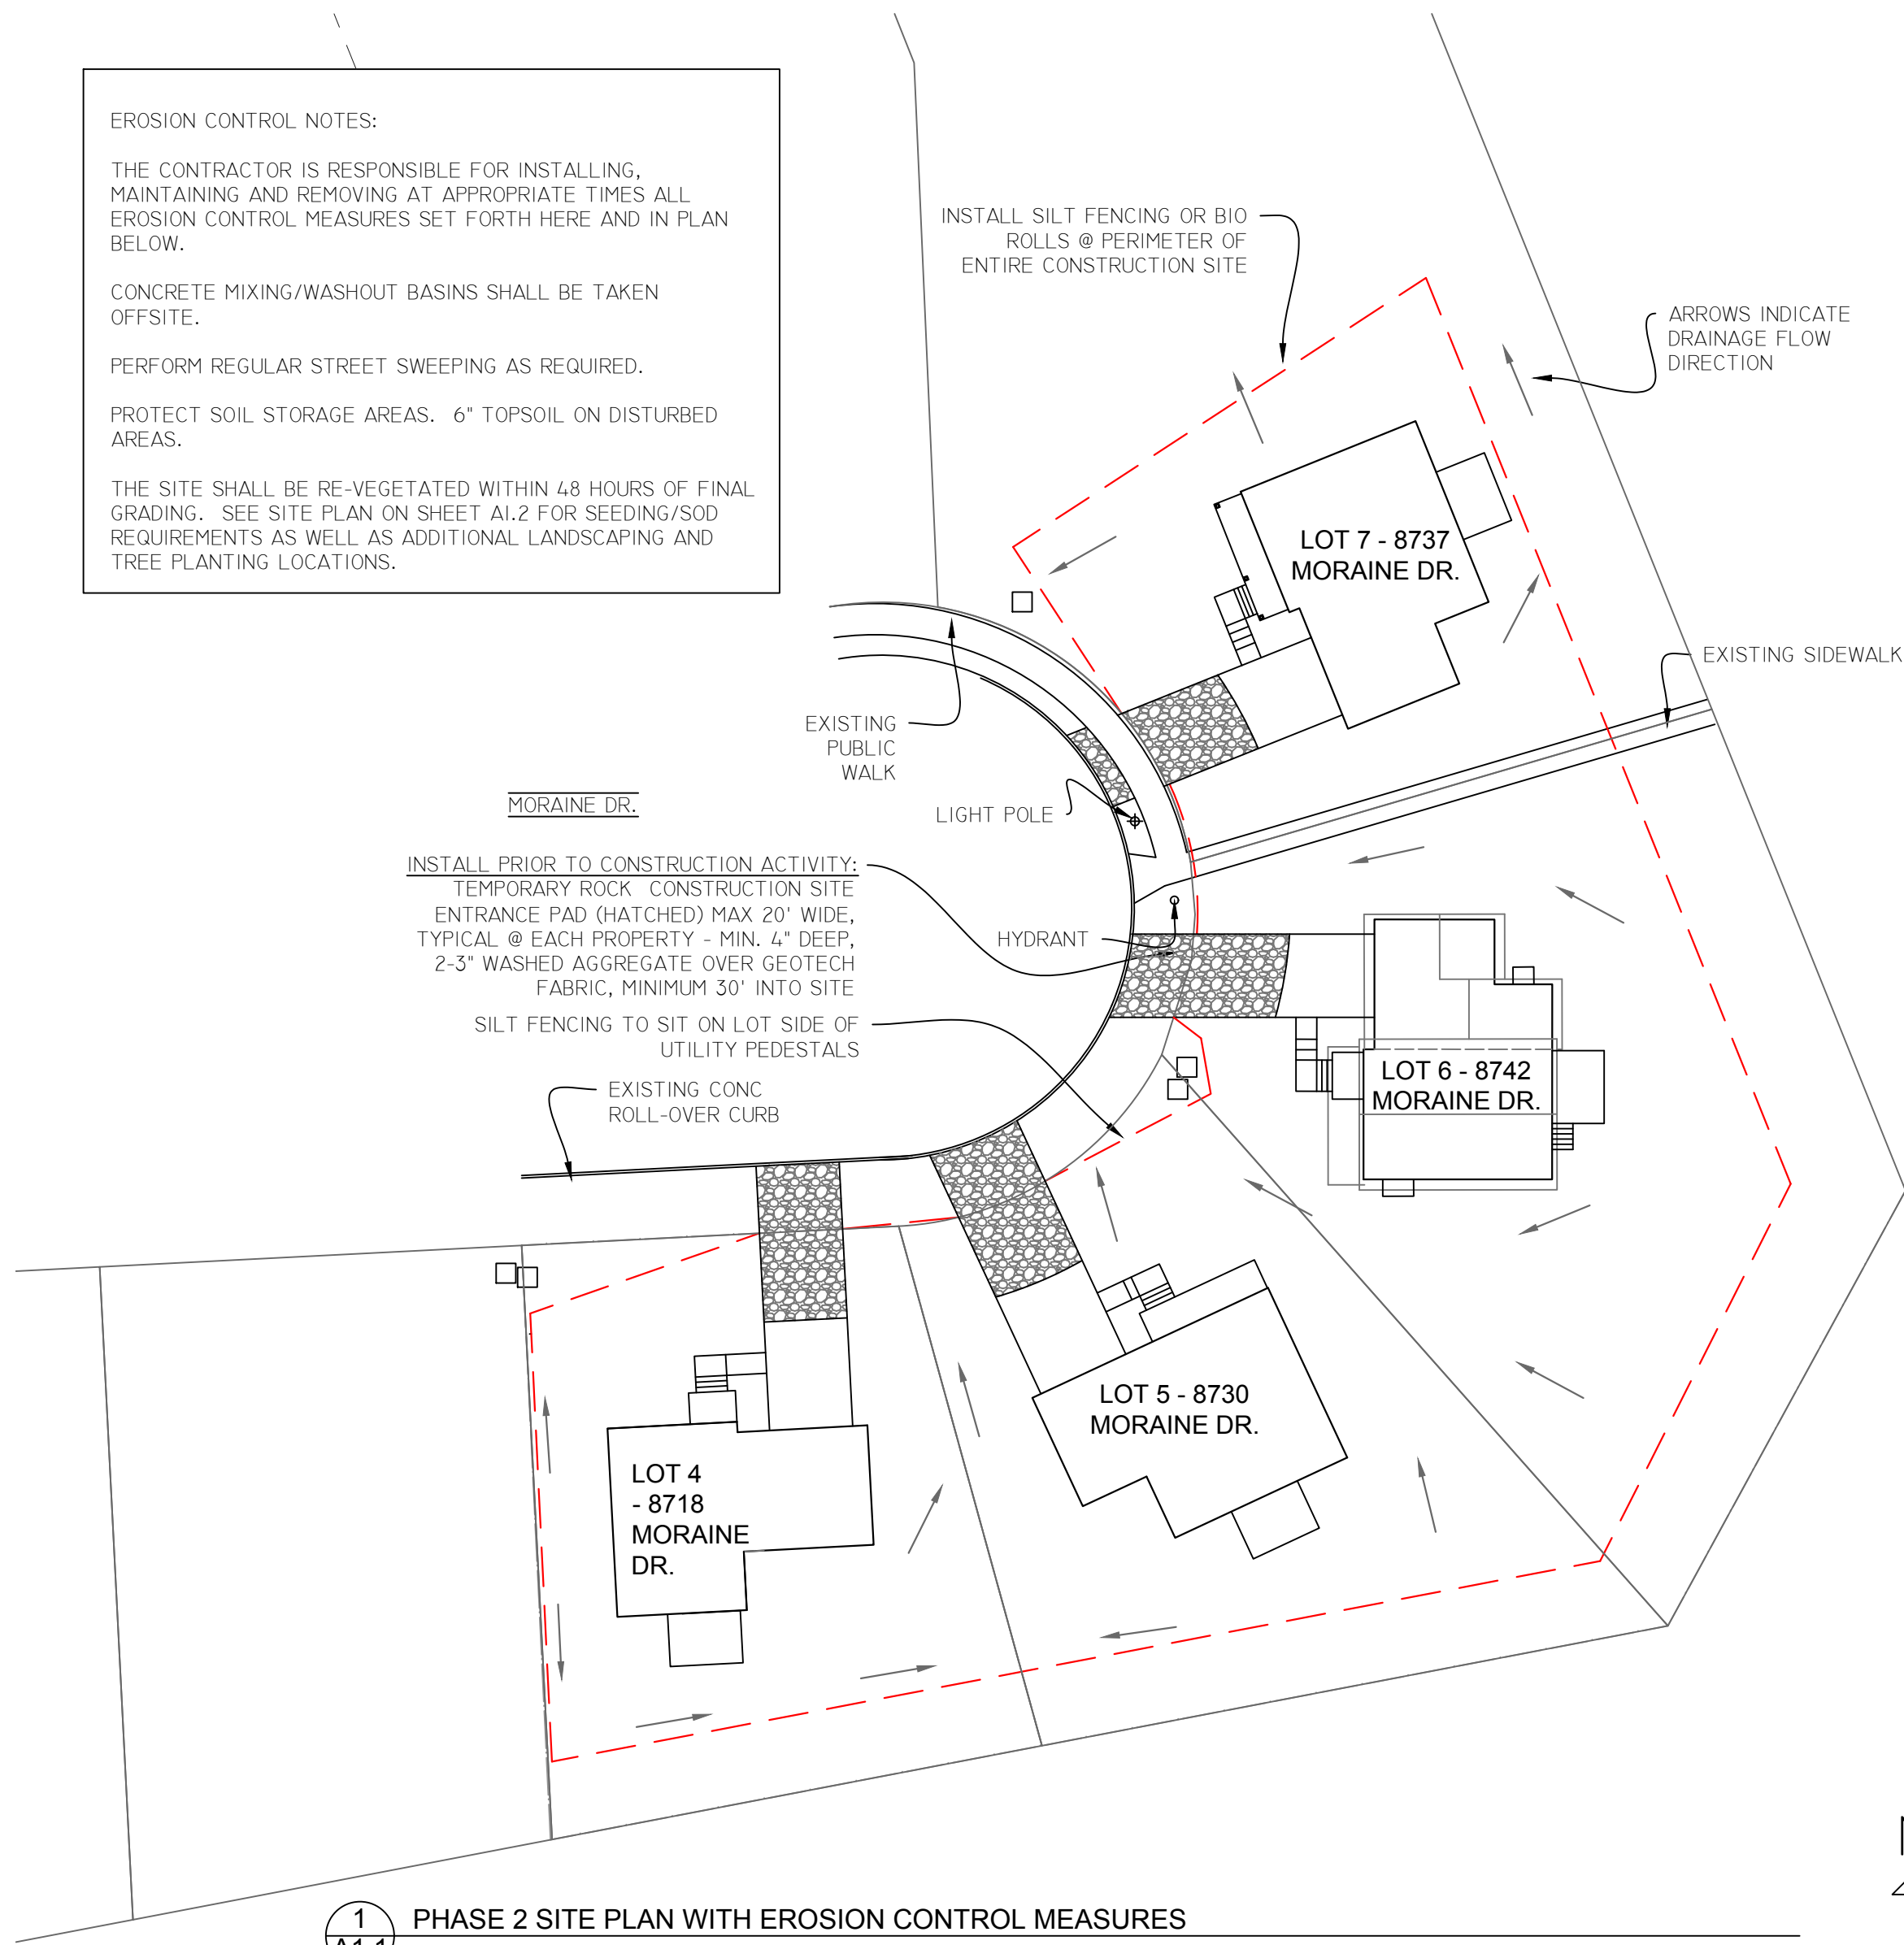 EROSION CONTROL NOTES:
THE CONTRACTOR IS RESPONSIBLE FOR INSTALLING,
MAINTAINING AND REMOVING AT APPROPRIATE TIMES ALL
EROSION CONTROL MEASURES SET FORTH HERE AND IN PLAN
BELOW.
CONCRETE MIXING/WASHOUT BASINS SHALL BE TAKEN
OFFSITE.
PERFORM REGULAR STREET SWEEPING AS REQUIRED.
PROTECT SOIL STORAGE AREAS. 6" TOPSOIL ON DISTURBED
AREAS.
THE SITE SHALL BE RE-VEGETATED WITHIN 48 HOURS OF FINAL
GRADING. SEE SITE PLAN ON SHEET A1.2 FOR SEEDING/SOD
REQUIREMENTS AS WELL AS ADDITIONAL LANDSCAPING AND
TREE PLANTING LOCATIONS.
INSTALL SILT FENCING OR BIO
ROLLS @ PERIMETER OF
ENTIRE CONSTRUCTION SITE
ARROWS INDICATE
DRAINAGE FLOW
DIRECTION
LOT 7 - 8737
MORAINE DR.
EXISTING SIDEWALK
EXISTING
PUBLIC
WALK
MORAINE DR.
LIGHT POLE
INSTALL PRIOR TO CONSTRUCTION ACTIVITY:
TEMPORARY ROCK CONSTRUCTION SITE
ENTRANCE PAD (HATCHED) MAX 20' WIDE,
TYPICAL @ EACH PROPERTY - MIN. 4" DEEP,
2-3" WASHED AGGREGATE OVER GEOTECH
FABRIC, MINIMUM 30' INTO SITE
HYDRANT
SILT FENCING TO SIT ON LOT SIDE OF
UTILITY PEDESTALS
EXISTING CONC
ROLL-OVER CURB
LOT 6 - 8742
MORAINE DR.
LOT 5 - 8730
MORAINE DR.
LOT 4
- 8718
MORAINE
DR.
1
A1.1
PHASE 2 SITE PLAN WITH EROSION CONTROL MEASURES